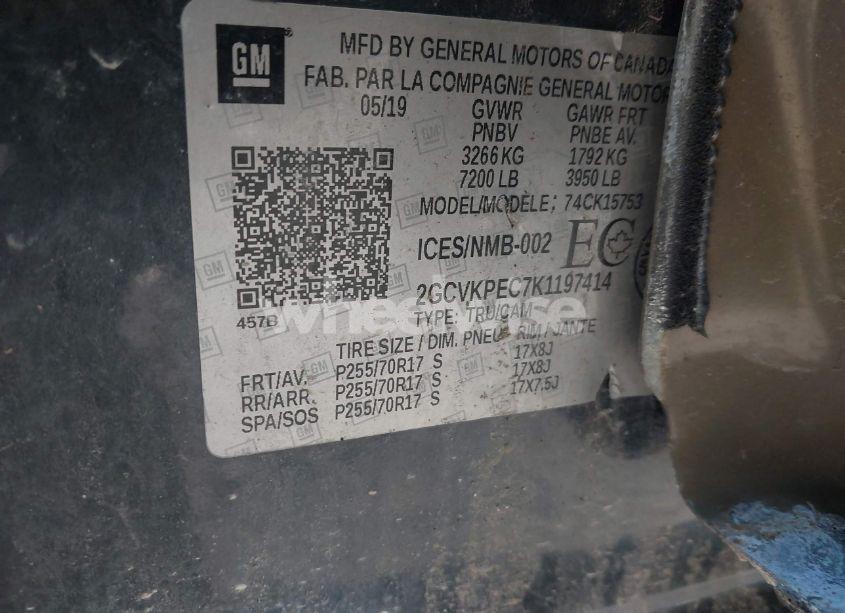 GM
MFD BY GENERAL MOTORS OF CANADA
FAB. PAR LA COMPAGNIE GENERAL MOTOR
05/19 GVWR GAWR FRT
PNBV PNBE AV.
3266 KG 1792 KG
7200 LB 3950 LB
MODEL/MODÈLE: 74CK15753
ICES/NMB-002 EC
2GCVKPEC7K1197414
457B TYPE: TRU/CAM
TIRE SIZE / DIM. PNEU RIM / JANTE
FRT/AV. P255/70R17 S 17X8J
RR/ARR. P255/70R17 S 17X8J
SPA/SOS P255/70R17 S 17X7.5J